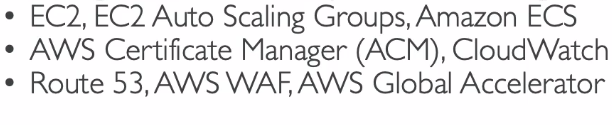 • EC2, EC2 Auto Scaling Groups, Amazon ECS
• AWS Certificate Manager (ACM), CloudWatch
• Route 53, AWS WAF, AWS Global Accelerator